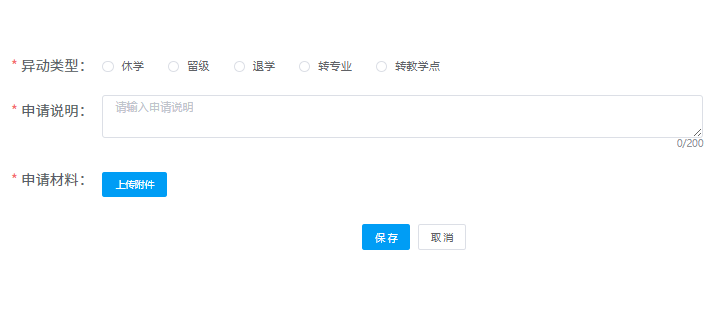 * 异动类型： 休学 留级 退学 转专业 转教学点
* 申请说明： 请输入申请说明
0/200
* 申请材料： 上传附件
保存 取消